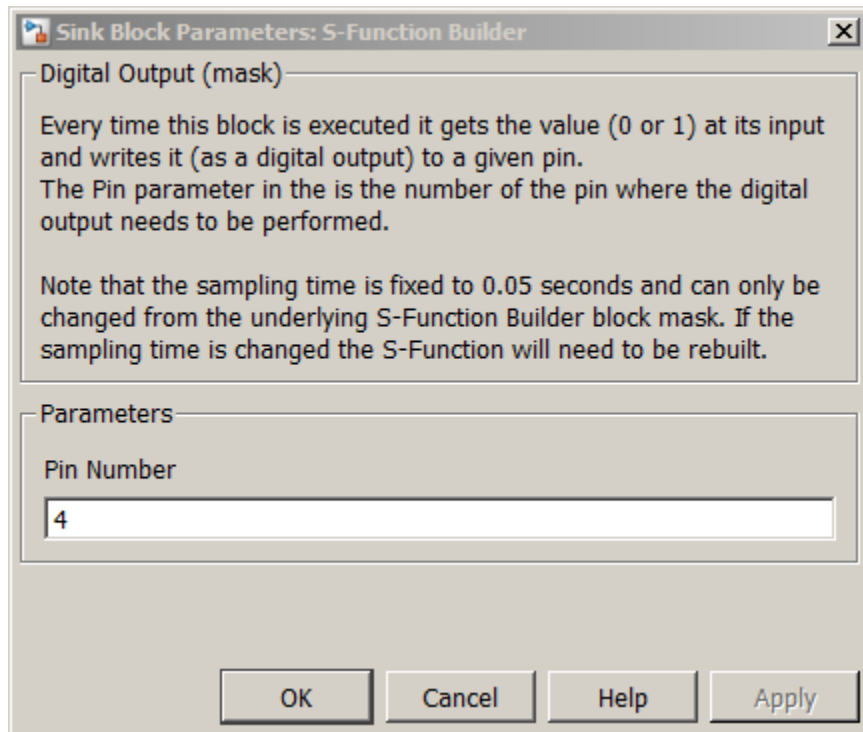 Sink Block Parameters: S-Function Builder
Digital Output (mask)
Every time this block is executed it gets the value (0 or 1) at its input
and writes it (as a digital output) to a given pin.
The Pin parameter in the is the number of the pin where the digital
output needs to be performed.
Note that the sampling time is fixed to 0.05 seconds and can only be
changed from the underlying S-Function Builder block mask. If the
sampling time is changed the S-Function will need to be rebuilt.
Parameters
Pin Number
4
OK Cancel Help Apply